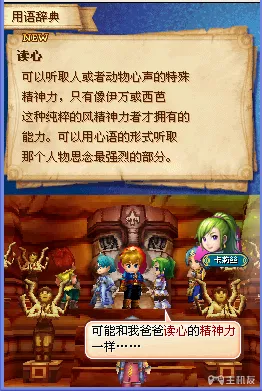 用语辞典
NEW
读心
可以听取人或者动物心声的特殊
精神力，只有像伊万或西芭
这种纯粹的风精神力者才拥有的
能力。可以用心语的形式听取
那个人物思念最强烈的部分。
卡莉丝
可能和我爸爸读心的精神力
一样……
主机友